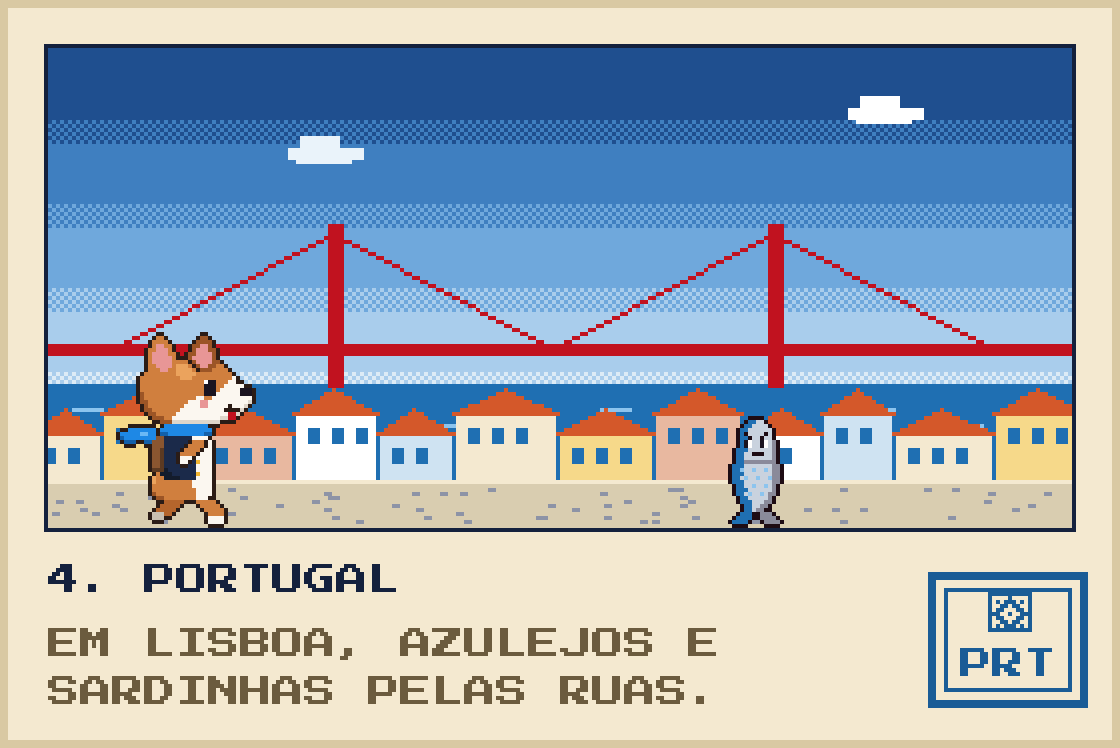 4. PORTUGAL
EM LISBOA, AZULEJOS E
SARDINHAS PELAS RUAS.
PRT